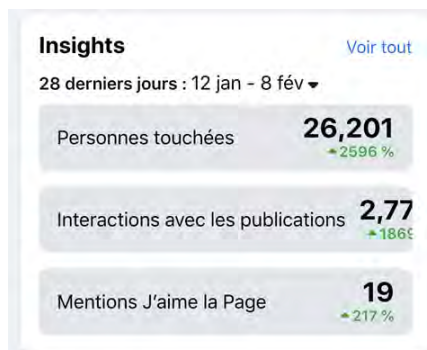 Insights
Voir tout
28 derniers jours : 12 jan - 8 fév
Personnes touchées
26,201
2596 %
Interactions avec les publications
2,77
1869
Mentions J'aime la Page
19
217 %